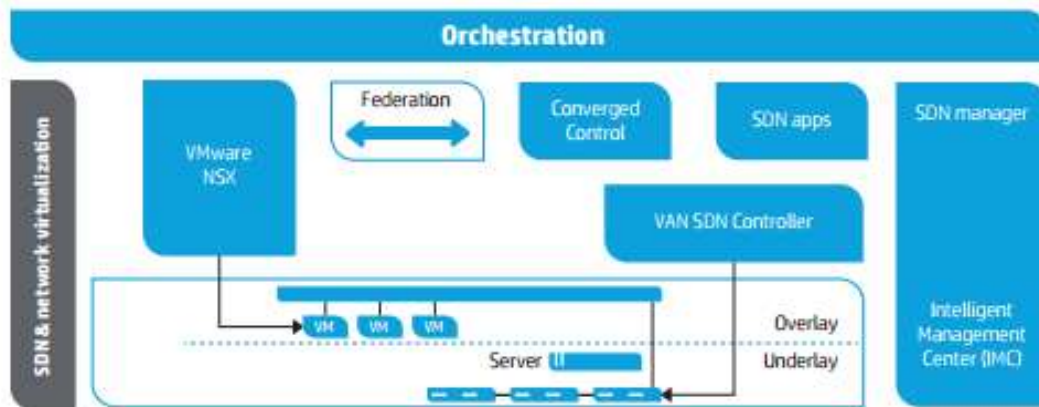 Orchestration
SDN & network virtualization
VMware
NSX
Federation
Converged
Control
SDN apps
SDN manager
VAN SDN Controller
VM VM VM
Overlay
Server
Underlay
Intelligent
Management
Center (IMC)